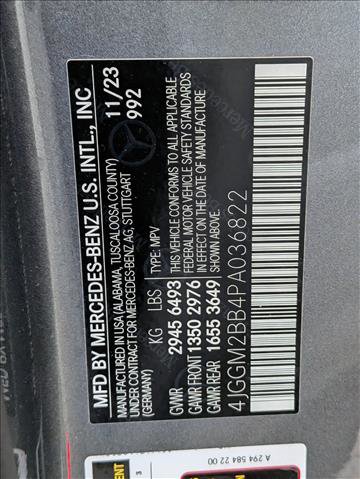 MFD BY MERCEDES-BENZ U.S. INTL., INC
MANUFACTURED IN USA (ALABAMA, TUSCALOOSA COUNTY)
IN CONTRACT FOR MERCEDES-BENZ AG, STUTTGART
(GERMANY)
11/23
992
KG LBS TYPE: MPV
GVWR 2945 6493
GAWR FRONT 1350 2976
GAWR REAR 1655 3649
THIS VEHICLE CONFORMS TO ALL APPLICABLE
FEDERAL MOTOR VEHICLE SAFETY STANDARDS
IN EFFECT ON THE DATE OF MANUFACTURE
SHOWN ABOVE.
4JGGM2BB4PA036822
A 294 584 22 00